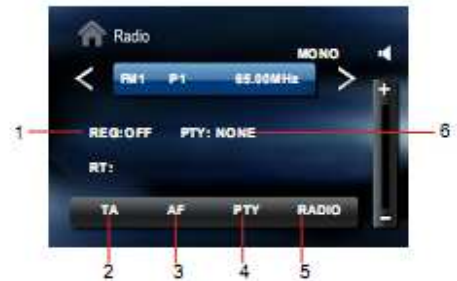 Radio
MONO
FM1 P1 65.00MHz
1 REG:OFF PTY: NONE 6
RT:
TA AF PTY RADIO
2 3 4 5